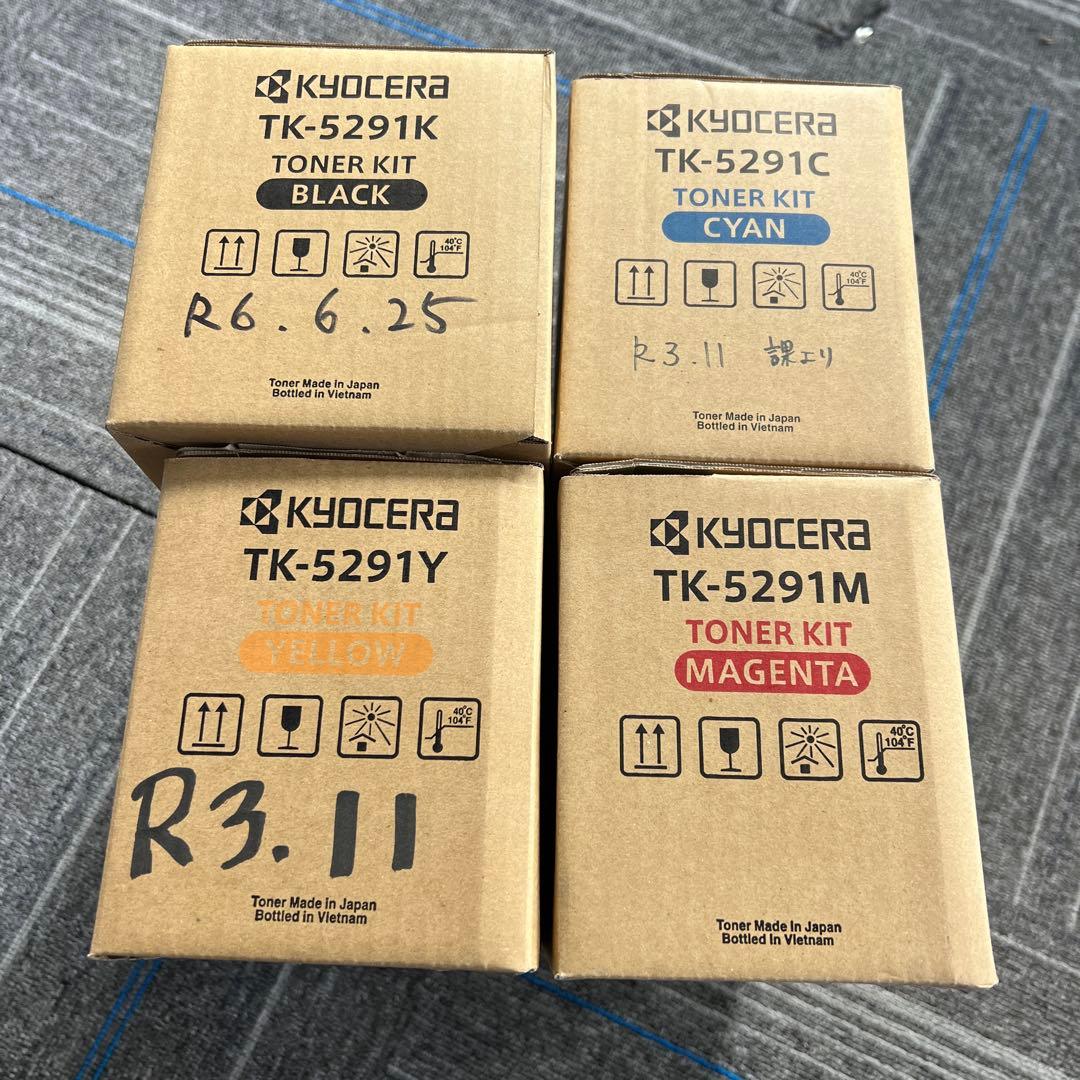 KYOCERA
TK-5291K
TONER KIT
BLACK
40°C
104°F
R6.6.25
Toner Made in Japan
Bottled in Vietnam
KYOCERA
TK-5291C
TONER KIT
CYAN
40°C
104°F
R3.11 課より
Toner Made in Japan
Bottled in Vietnam
KYOCERA
TK-5291Y
TONER KIT
YELLOW
40°C
104°F
R3.11
Toner Made in Japan
Bottled in Vietnam
KYOCERA
TK-5291M
TONER KIT
MAGENTA
40°C
104°F
Toner Made in Japan
Bottled in Vietnam